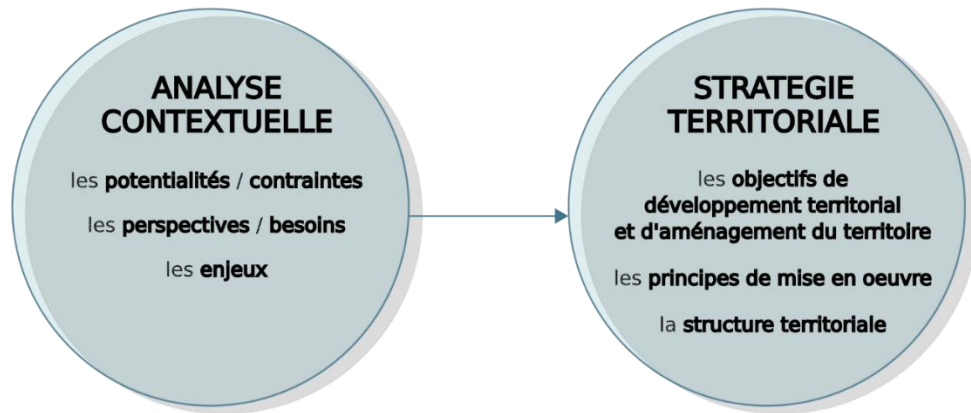 ANALYSE
CONTEXTUELLE
les potentialités / contraintes
les perspectives / besoins
les enjeux
STRATEGIE
TERRITORIALE
les objectifs de
développement territorial
et d'aménagement du territoire
les principes de mise en oeuvre
la structure territoriale